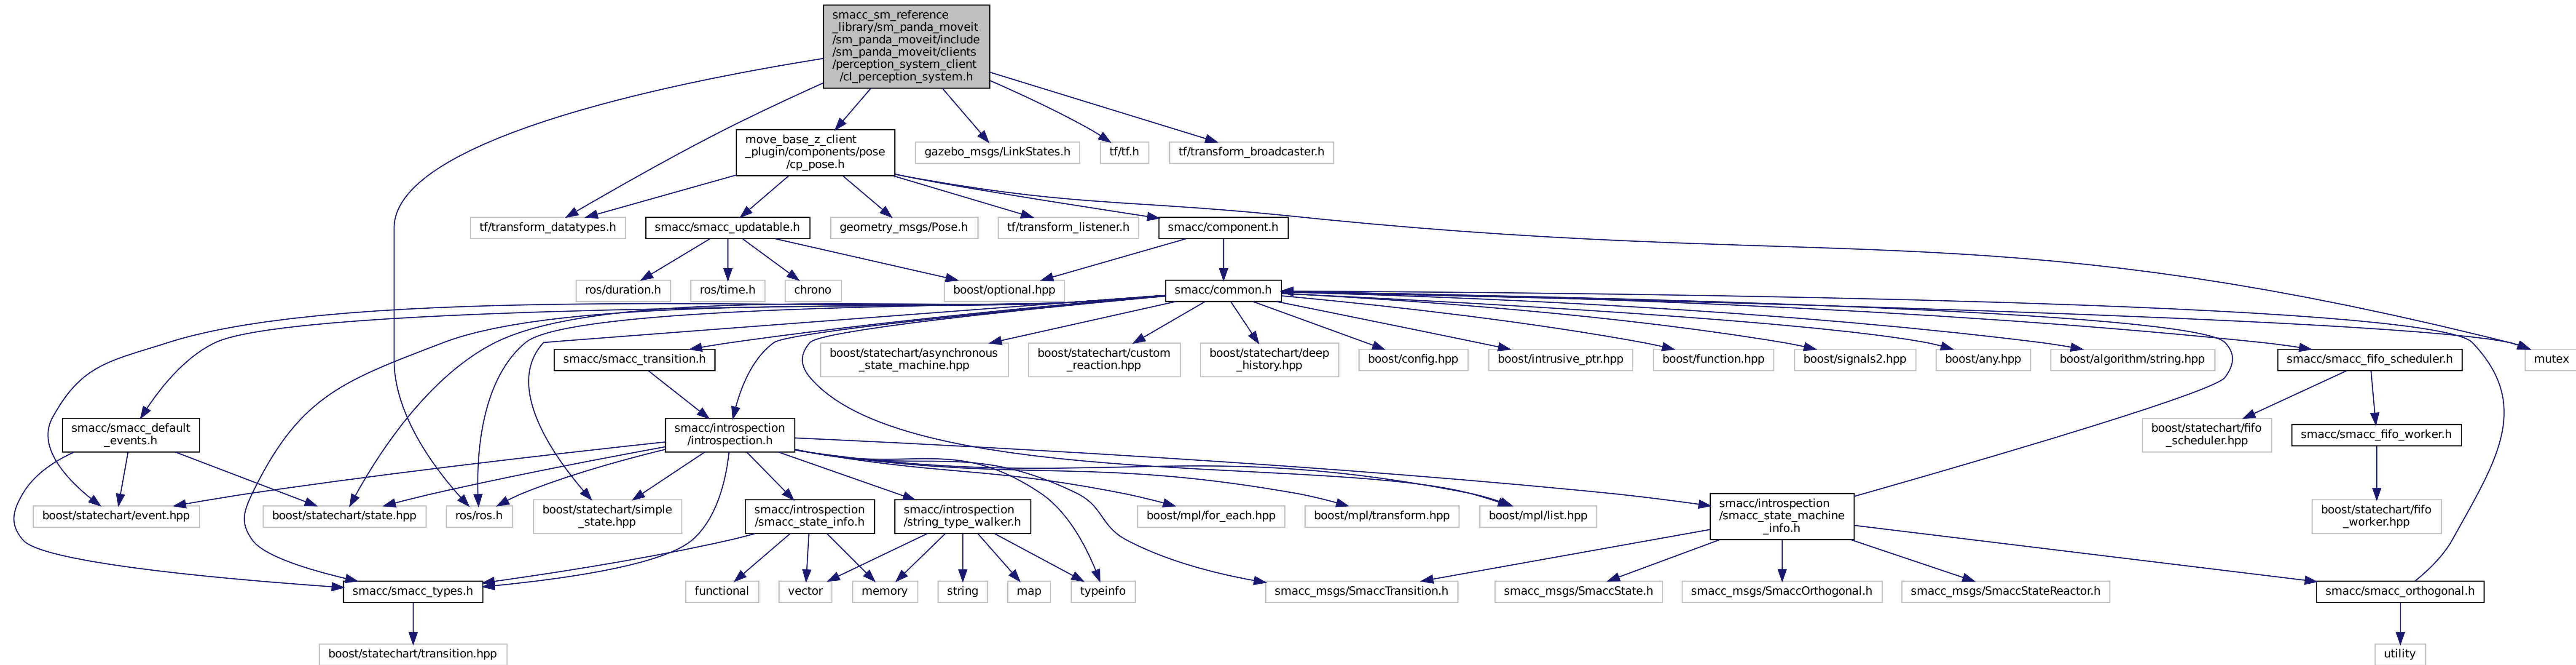 smacc_sm_reference
_library/sm_panda_moveit
/sm_panda_moveit/include
/sm_panda_moveit/clients
/perception_system_client
/cl_perception_system.h
move_base_z_client
_plugin/components/pose
/cp_pose.h
gazebo_msgs/LinkStates.h
tf/tf.h
tf/transform_broadcaster.h
tf/transform_datatypes.h
smacc/smacc_updatable.h
geometry_msgs/Pose.h
tf/transform_listener.h
smacc/component.h
ros/duration.h
ros/time.h
chrono
boost/optional.hpp
smacc/common.h
smacc/smacc_transition.h
boost/statechart/asynchronous
_state_machine.hpp
boost/statechart/custom
_reaction.hpp
boost/statechart/deep
_history.hpp
boost/config.hpp
boost/intrusive_ptr.hpp
boost/function.hpp
boost/signals2.hpp
boost/any.hpp
boost/algorithm/string.hpp
smacc/smacc_fifo_scheduler.h
mutex
smacc/smacc_default
_events.h
smacc/introspection
/introspection.h
boost/statechart/fifo
_scheduler.hpp
smacc/smacc_fifo_worker.h
boost/statechart/event.hpp
boost/statechart/state.hpp
ros/ros.h
boost/statechart/simple
_state.hpp
smacc/introspection
/smacc_state_info.h
smacc/introspection
/string_type_walker.h
boost/mpl/for_each.hpp
boost/mpl/transform.hpp
boost/mpl/list.hpp
smacc/introspection
/smacc_state_machine
_info.h
boost/statechart/fifo
_worker.hpp
smacc/smacc_types.h
functional
vector
memory
string
map
typeinfo
smacc_msgs/SmaccTransition.h
smacc_msgs/SmaccState.h
smacc_msgs/SmaccOrthogonal.h
smacc_msgs/SmaccStateReactor.h
smacc/smacc_orthogonal.h
boost/statechart/transition.hpp
utility